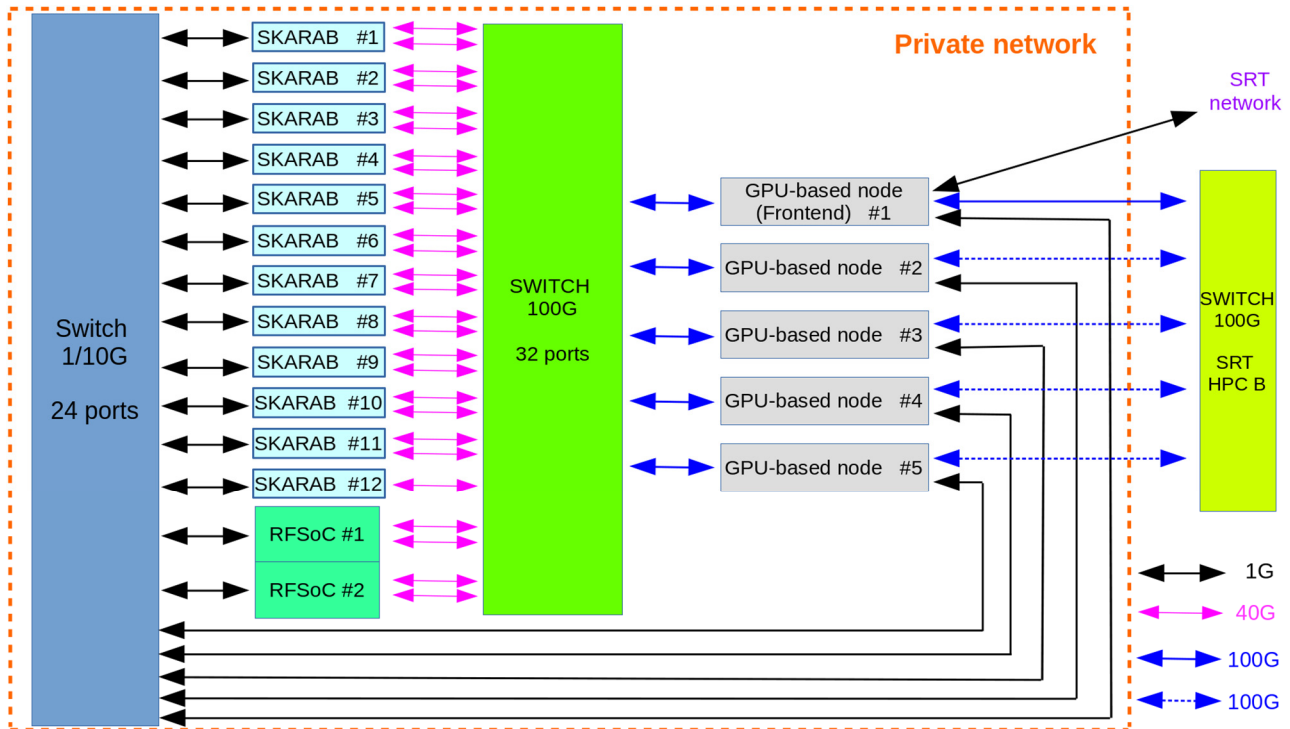 Private network
Switch
1/10G
24 ports
SKARAB #1
SKARAB #2
SKARAB #3
SKARAB #4
SKARAB #5
SKARAB #6
SKARAB #7
SKARAB #8
SKARAB #9
SKARAB #10
SKARAB #11
SKARAB #12
RFSoC #1
RFSoC #2
SWITCH
100G
32 ports
GPU-based node
(Frontend) #1
GPU-based node #2
GPU-based node #3
GPU-based node #4
GPU-based node #5
SRT
network
SWITCH
100G
SRT
HPC B
1G
40G
100G
100G